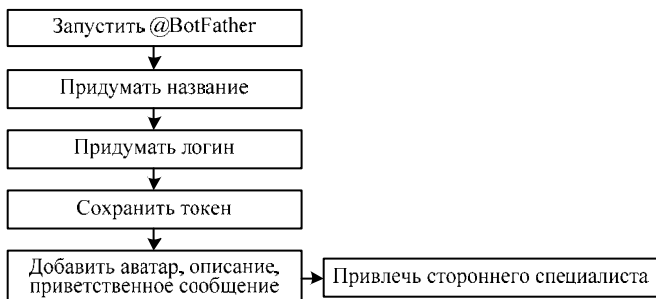 Запустить @BotFather
Придумать название
Придумать логин
Сохранить токен
Добавить аватар, описание,
приветственное сообщение
Привлечь стороннего специалиста